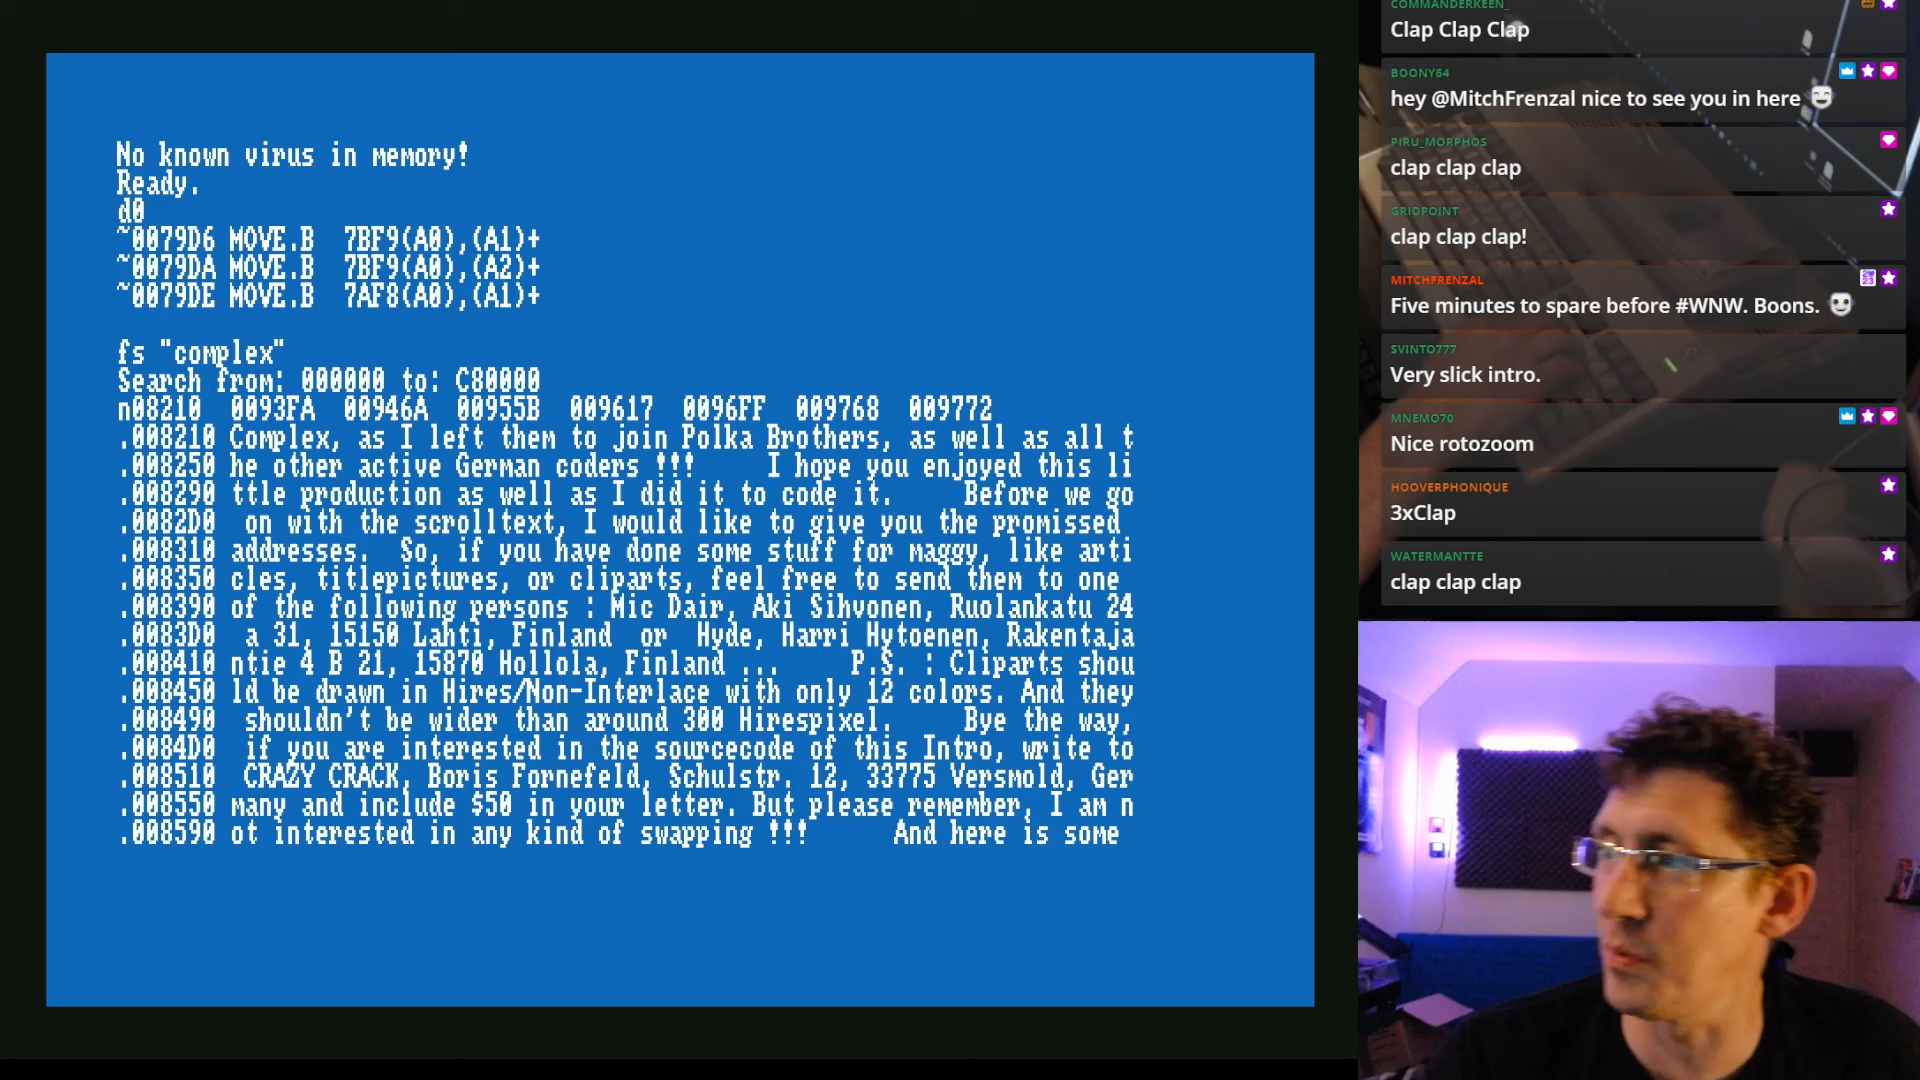 No known virus in memory!
Ready.
d0
~0079D6 MOVE.B  7BF9(A0),(A1)+
~0079DA MOVE.B  7BF9(A0),(A2)+
~0079DE MOVE.B  7AF8(A0),(A1)+
fs "complex"
Search from: 000000 to: C80000
n08210  0093FA  00946A  00955B  009617  0096FF  009768  009772
.008210 Complex, as I left them to join Polka Brothers, as well as all t
.008250 he other active German coders !!!     I hope you enjoyed this li
.008290 ttle production as well as I did it to code it.     Before we go
.0082D0  on with the scrolltext, I would like to give you the promissed
.008310 addresses.  So, if you have done some stuff for maggy, like arti
.008350 cles, titlepictures, or cliparts, feel free to send them to one
.008390 of the following persons : Mic Dair, Aki Sihvonen, Ruolankatu 24
.0083D0  a 31, 15150 Lahti, Finland  or  Hyde, Harri Hytoenen, Rakentaja
.008410 ntie 4 B 21, 15870 Hollola, Finland ...     P.S. : Cliparts shou
.008450 ld be drawn in Hires/Non-Interlace with only 12 colors. And they
.008490  shouldn't be wider than around 300 Hirespixel.     Bye the way,
.0084D0  if you are interested in the sourcecode of this Intro, write to
.008510  CRAZY CRACK, Boris Fornefeld, Schulstr. 12, 33775 Versmold, Ger
.008550 many and include $50 in your letter. But please remember, I am n
.008590 ot interested in any kind of swapping !!!      And here is some
COMMANDERKEEN_
Clap Clap Clap
BOONY64
hey @MitchFrenzal nice to see you in here
PIRU_MORPHOS
clap clap clap
GRIDPOINT
clap clap clap!
MITCHFRENZAL
Five minutes to spare before #WNW. Boons.
SVINTO777
Very slick intro.
MNEMO70
Nice rotozoom
HOOVERPHONIQUE
3xClap
WATERMANTTE
clap clap clap